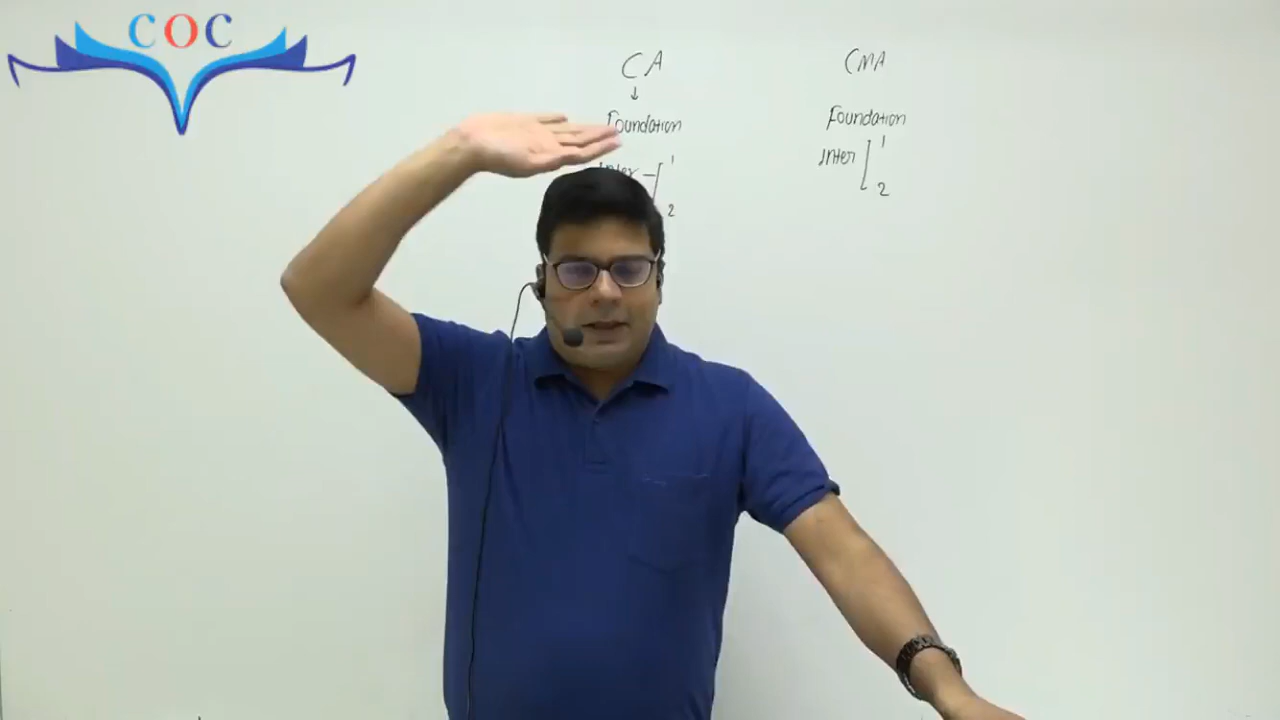 COC
CA CMA
↓
Foundation Foundation
Inter 1 Inter 1
2 2